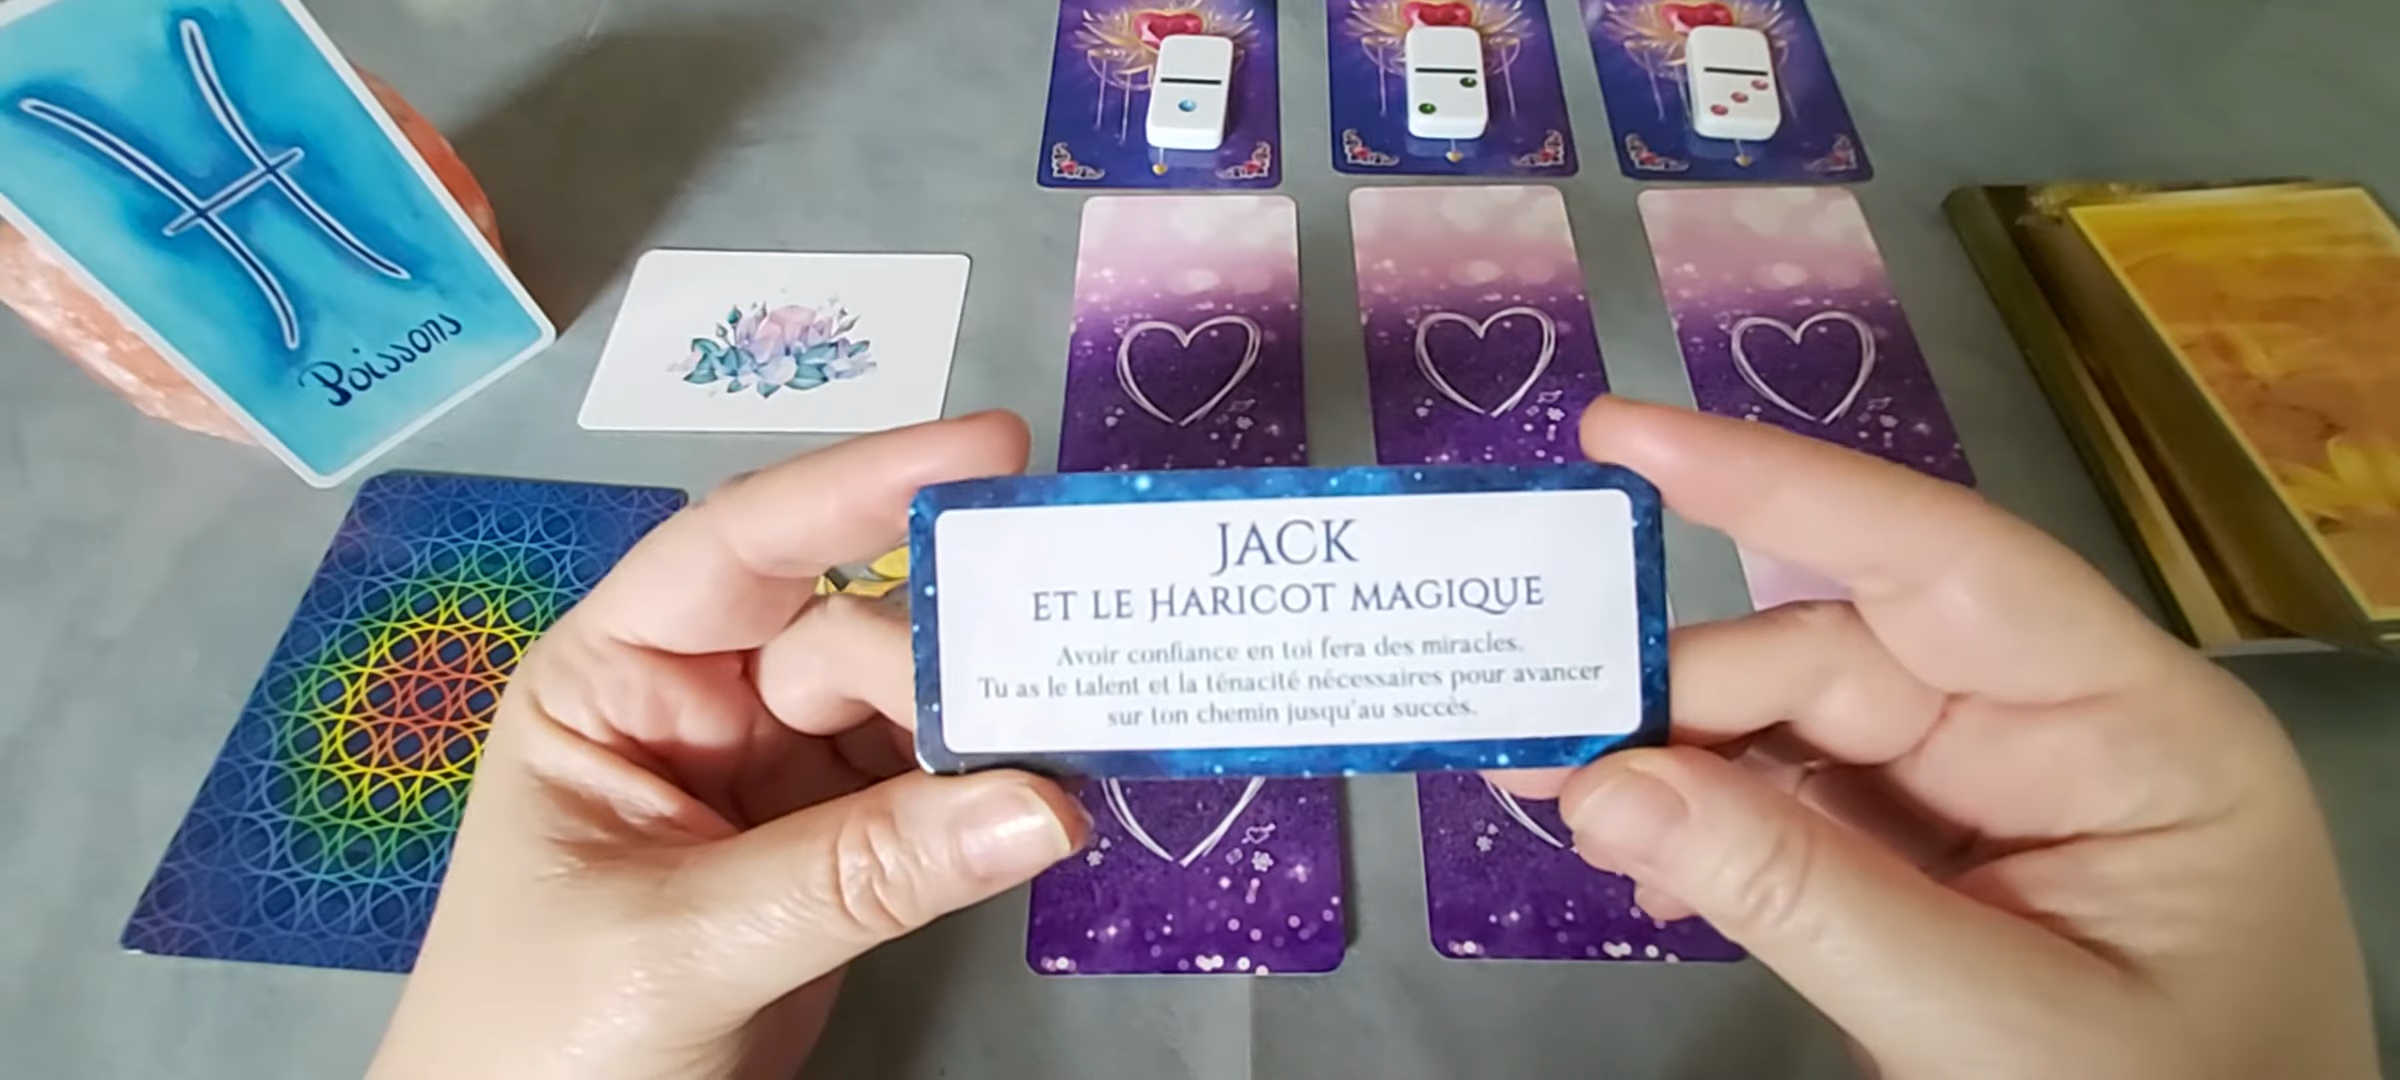 Poissons
JACK
ET LE HARICOT MAGIQUE
Avoir confiance en toi fera des miracles.
Tu as le talent et la ténacité nécessaires pour avancer
sur ton chemin jusqu'au succès.